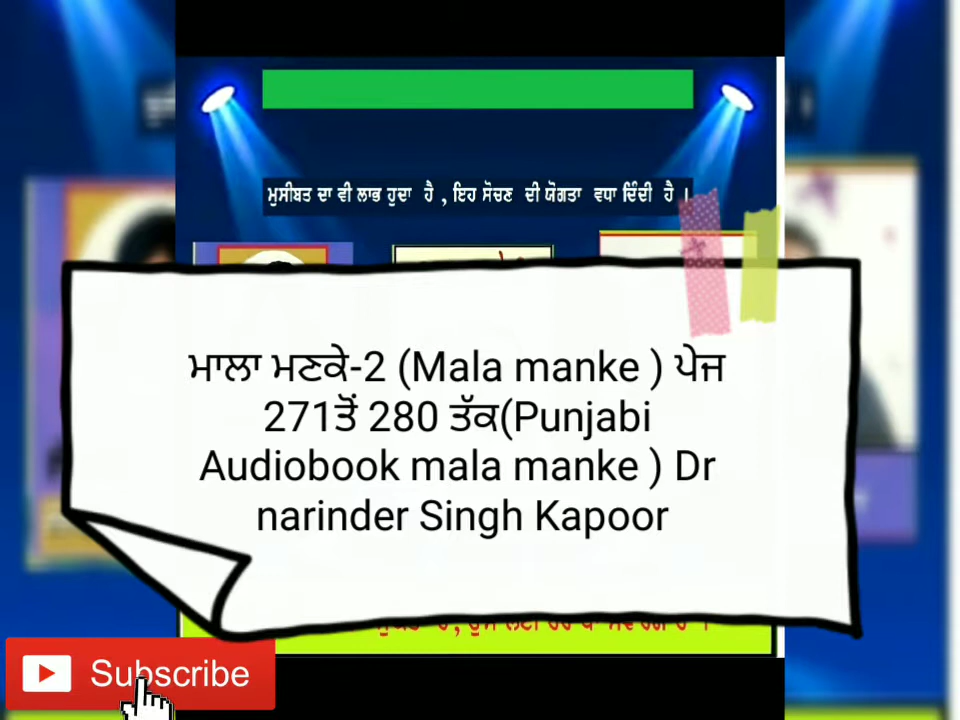 ਮੁਸੀਬਤ ਦਾ ਵੀ ਲਾਭ ਹੁਦਾ ਹੈ , ਇਹ ਸੋਚਣ ਦੀ ਯੋਗਤਾ ਵਧਾ ਦਿੰਦੀ ਹੈ ।
ਮਾਲਾ ਮਣਕੇ-2 (Mala manke ) ਪੇਜ
271ਤੋਂ 280 ਤੱਕ(Punjabi
Audiobook mala manke ) Dr
narinder Singh Kapoor
Subscribe